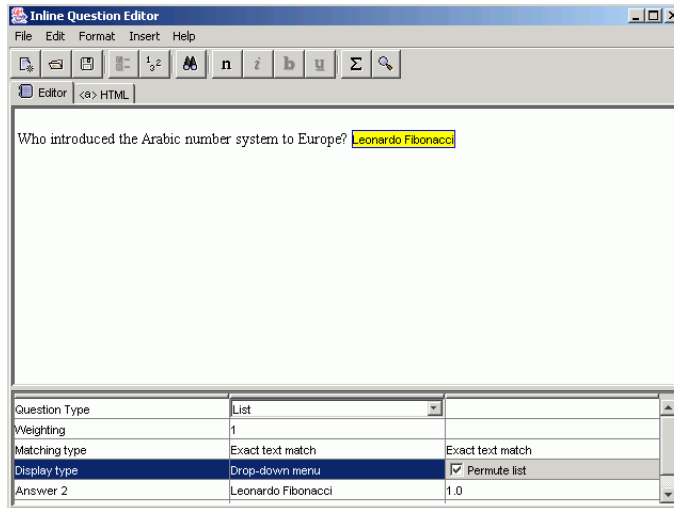 Inline Question Editor
File Edit Format Insert Help
n i b u Σ
Editor <a> HTML
Who introduced the Arabic number system to Europe? Leonardo Fibonacci
Question Type List
Weighting 1
Matching type Exact text match Exact text match
Display type Drop-down menu Permute list
Answer 2 Leonardo Fibonacci 1.0